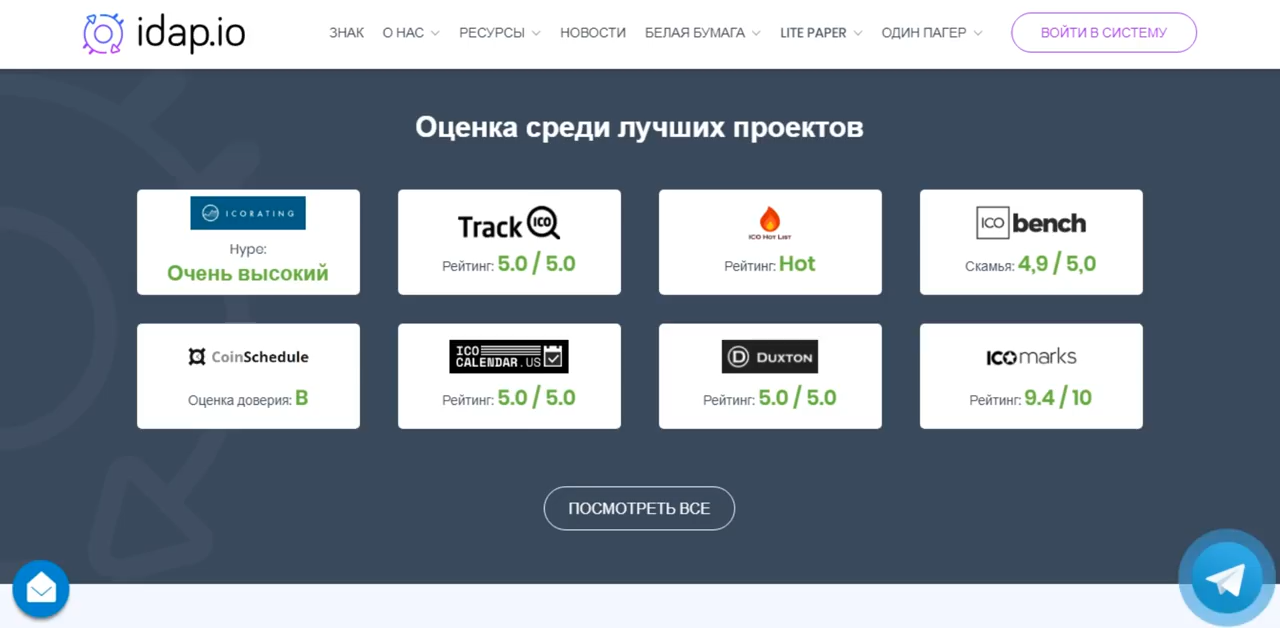 idap.io
ЗНАК О НАС РЕСУРСЫ НОВОСТИ БЕЛАЯ БУМАГА LITE PAPER ОДИН ПАГЕР ВОЙТИ В СИСТЕМУ
Оценка среди лучших проектов
ICORATING
Hype:
Очень высокий
Track ICO
Рейтинг: 5.0 / 5.0
ICO HOT LIST
Рейтинг: Hot
ICO bench
Скамья: 4,9 / 5,0
CoinSchedule
Оценка доверия: B
ICO
CALENDAR.US
Рейтинг: 5.0 / 5.0
D DUXTON
Рейтинг: 5.0 / 5.0
ICOmarks
Рейтинг: 9.4 / 10
ПОСМОТРЕТЬ ВСЕ